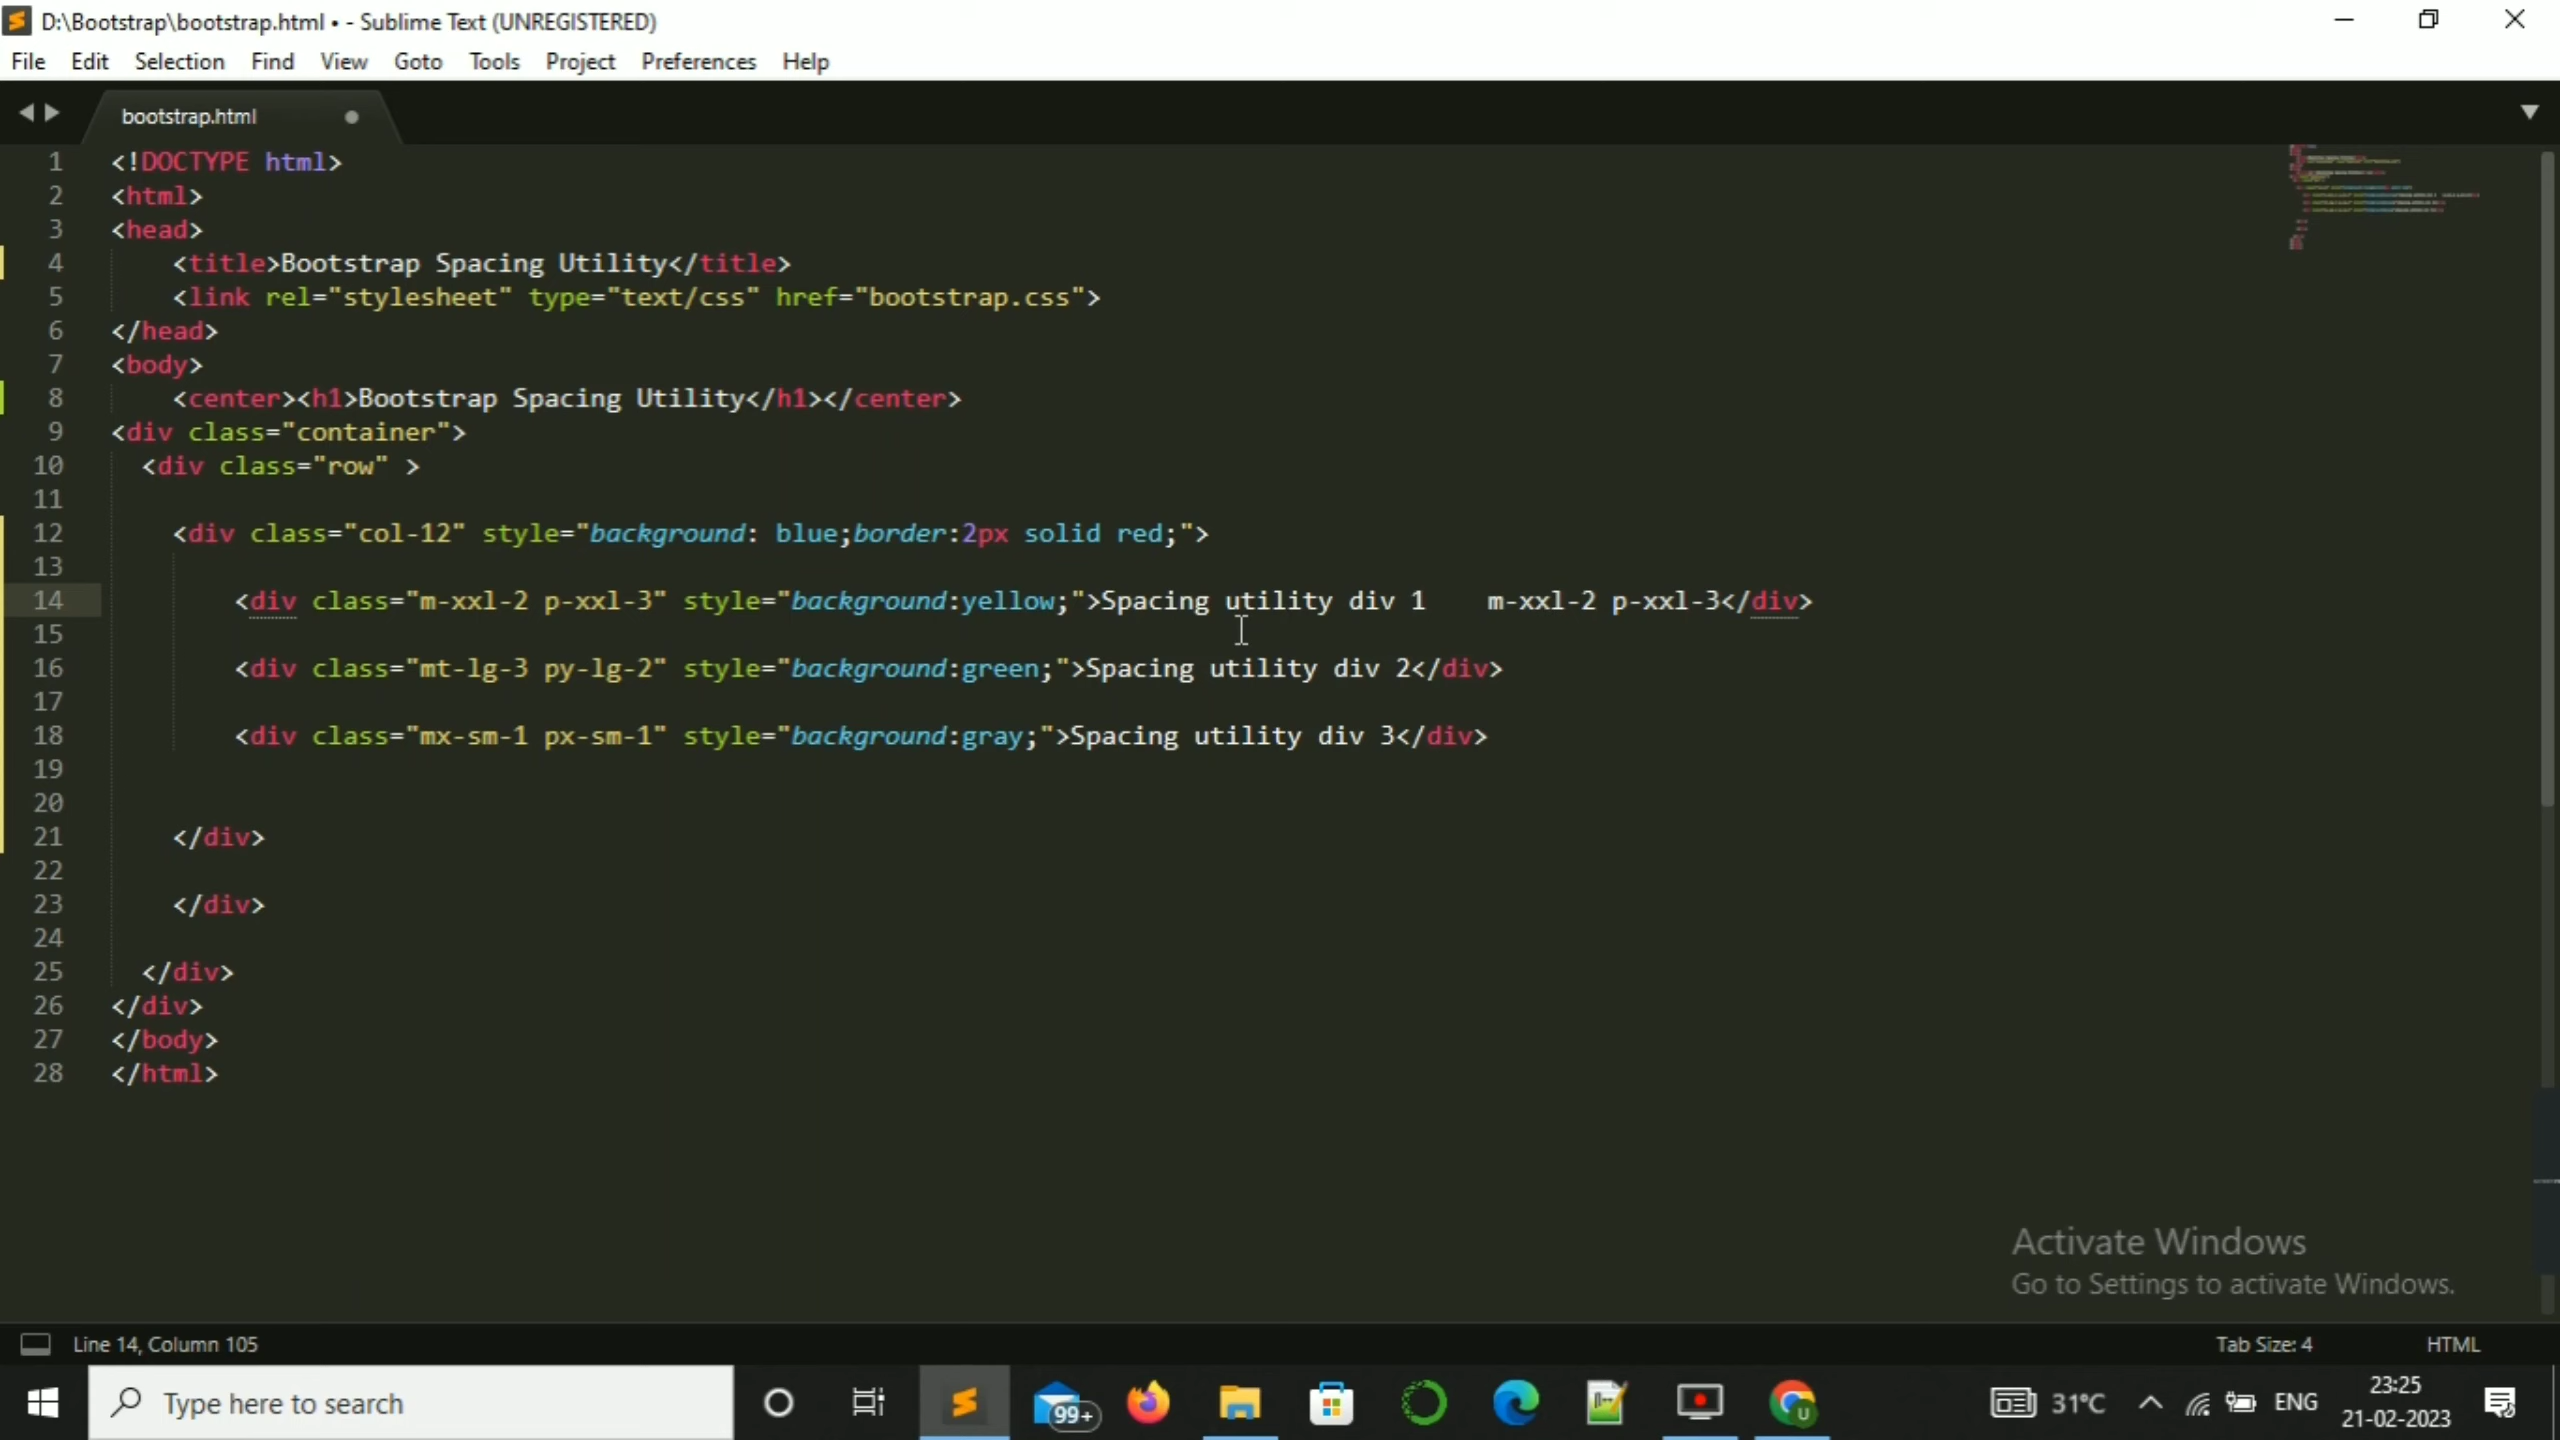 D:\Bootstrap\bootstrap.html • - Sublime Text (UNREGISTERED)
File Edit Selection Find View Goto Tools Project Preferences Help
bootstrap.html
1 <!DOCTYPE html>
2 <html>
3 <head>
4 <title>Bootstrap Spacing Utility</title>
5 <link rel="stylesheet" type="text/css" href="bootstrap.css">
6 </head>
7 <body>
8 <center><h1>Bootstrap Spacing Utility</h1></center>
9 <div class="container">
10 <div class="row" >
11
12 <div class="col-12" style="background: blue;border:2px solid red;">
13
14 <div class="m-xxl-2 p-xxl-3" style="background:yellow;">Spacing utility div 1    m-xxl-2 p-xxl-3</div>
15
16 <div class="mt-lg-3 py-lg-2" style="background:green;">Spacing utility div 2</div>
17
18 <div class="mx-sm-1 px-sm-1" style="background:gray;">Spacing utility div 3</div>
19
20
21 </div>
22
23 </div>
24
25 </div>
26 </div>
27 </body>
28 </html>
Activate Windows
Go to Settings to activate Windows.
Line 14, Column 105 Tab Size: 4 HTML
Type here to search 99+ U 31°C ENG 23:25
21-02-2023